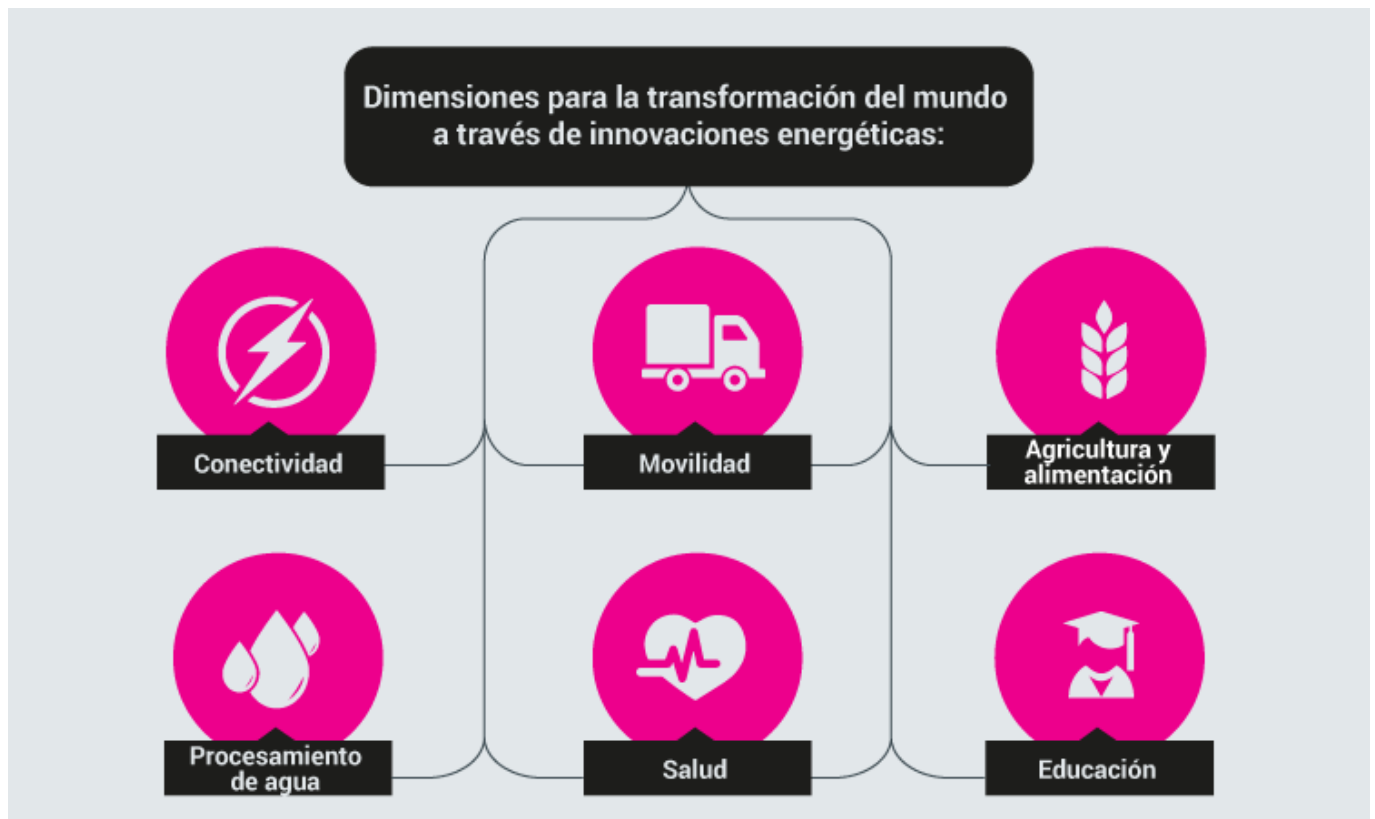 Dimensiones para la transformación del mundo
a través de innovaciones energéticas:
Conectividad
Movilidad
Agricultura y
alimentación
Procesamiento
de agua
Salud
Educación